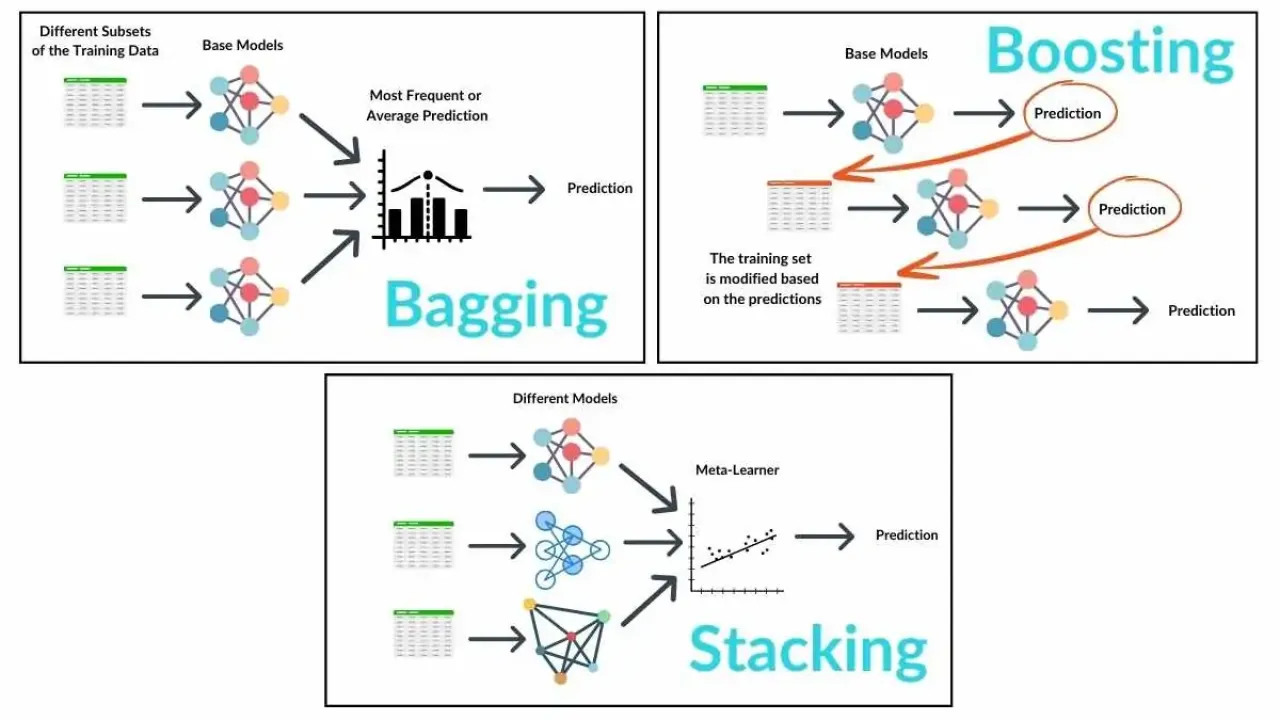 Different Subsets
of the Training Data
Base Models
Most Frequent or
Average Prediction
Prediction
Bagging
Boosting
Base Models
Prediction
Prediction
The training set
is modified based
on the predictions
Prediction
Different Models
Meta-Learner
Prediction
Stacking